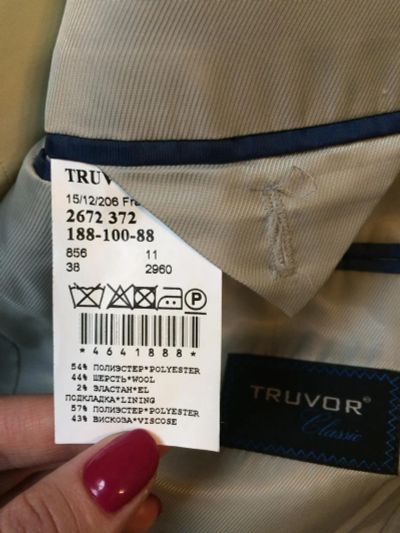 15/12/206
2672 372
188-100-88
856 11
38 2960
P
*4641888*
54% ПОЛИЭСТЕР*POLYESTER
44% ШЕРСТЬ*WOOL
2% ЭЛАСТАН*EL
ПОДКЛАДКА*LINING
57% ПОЛИЭСТЕР*POLYESTER
43% ВИСКОЗА*VISCOSE
TRUVOR®
Classic